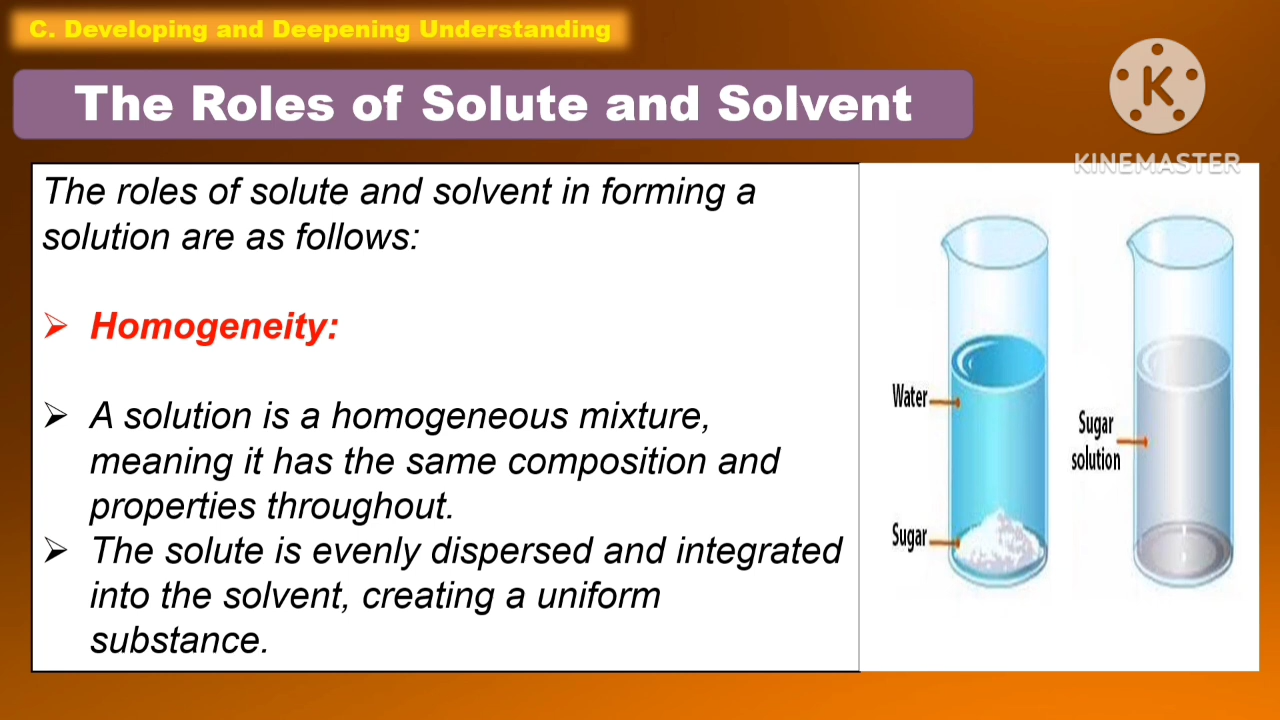 C. Developing and Deepening Understanding
The Roles of Solute and Solvent
K
KINEMASTER
The roles of solute and solvent in forming a
solution are as follows:
➢ Homogeneity:
➢ A solution is a homogeneous mixture,
meaning it has the same composition and
properties throughout.
➢ The solute is evenly dispersed and integrated
into the solvent, creating a uniform
substance.
Water
Sugar
Sugar
solution